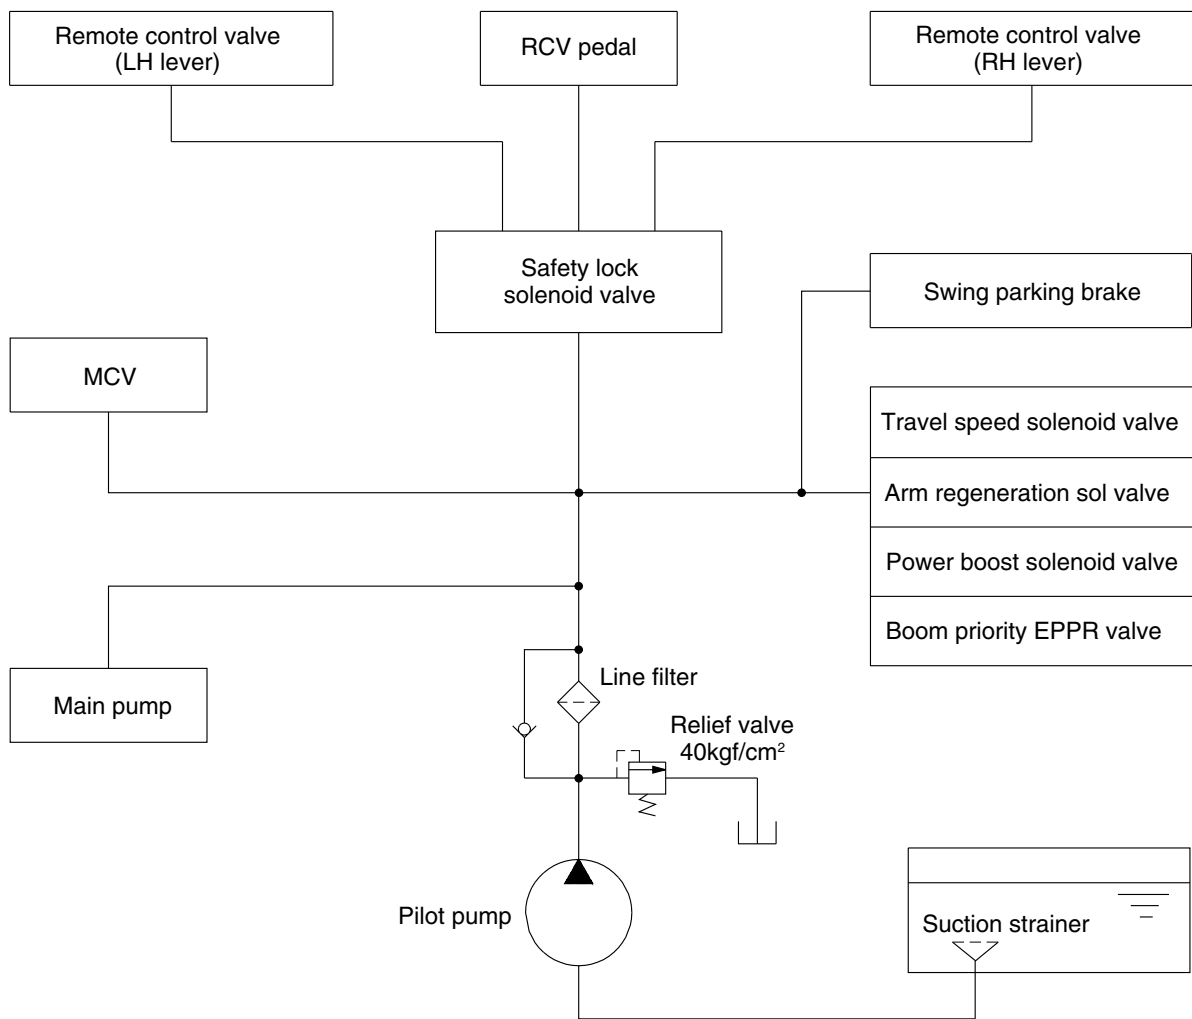 Remote control valve
(LH lever)
RCV pedal
Remote control valve
(RH lever)
Safety lock
solenoid valve
Swing parking brake
MCV
Travel speed solenoid valve
Arm regeneration sol valve
Power boost solenoid valve
Boom priority EPPR valve
Main pump
Line filter
Relief valve
40kgf/cm²
Pilot pump
Suction strainer